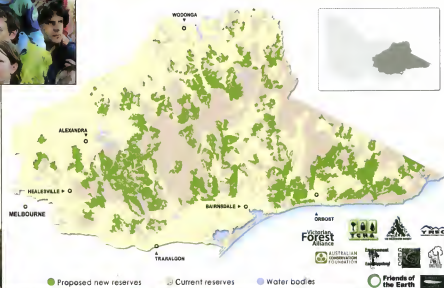 WODONGA
ALEXANDRA
HEALESVILLE
MELBOURNE
BAIRNSDALE
ORBOST
TRARALGON
Victorian
Forest
Alliance
AUSTRALIAN
CONSERVATION
FOUNDATION
Friends of
the Earth
Proposed new reserves
Current reserves
Water bodies